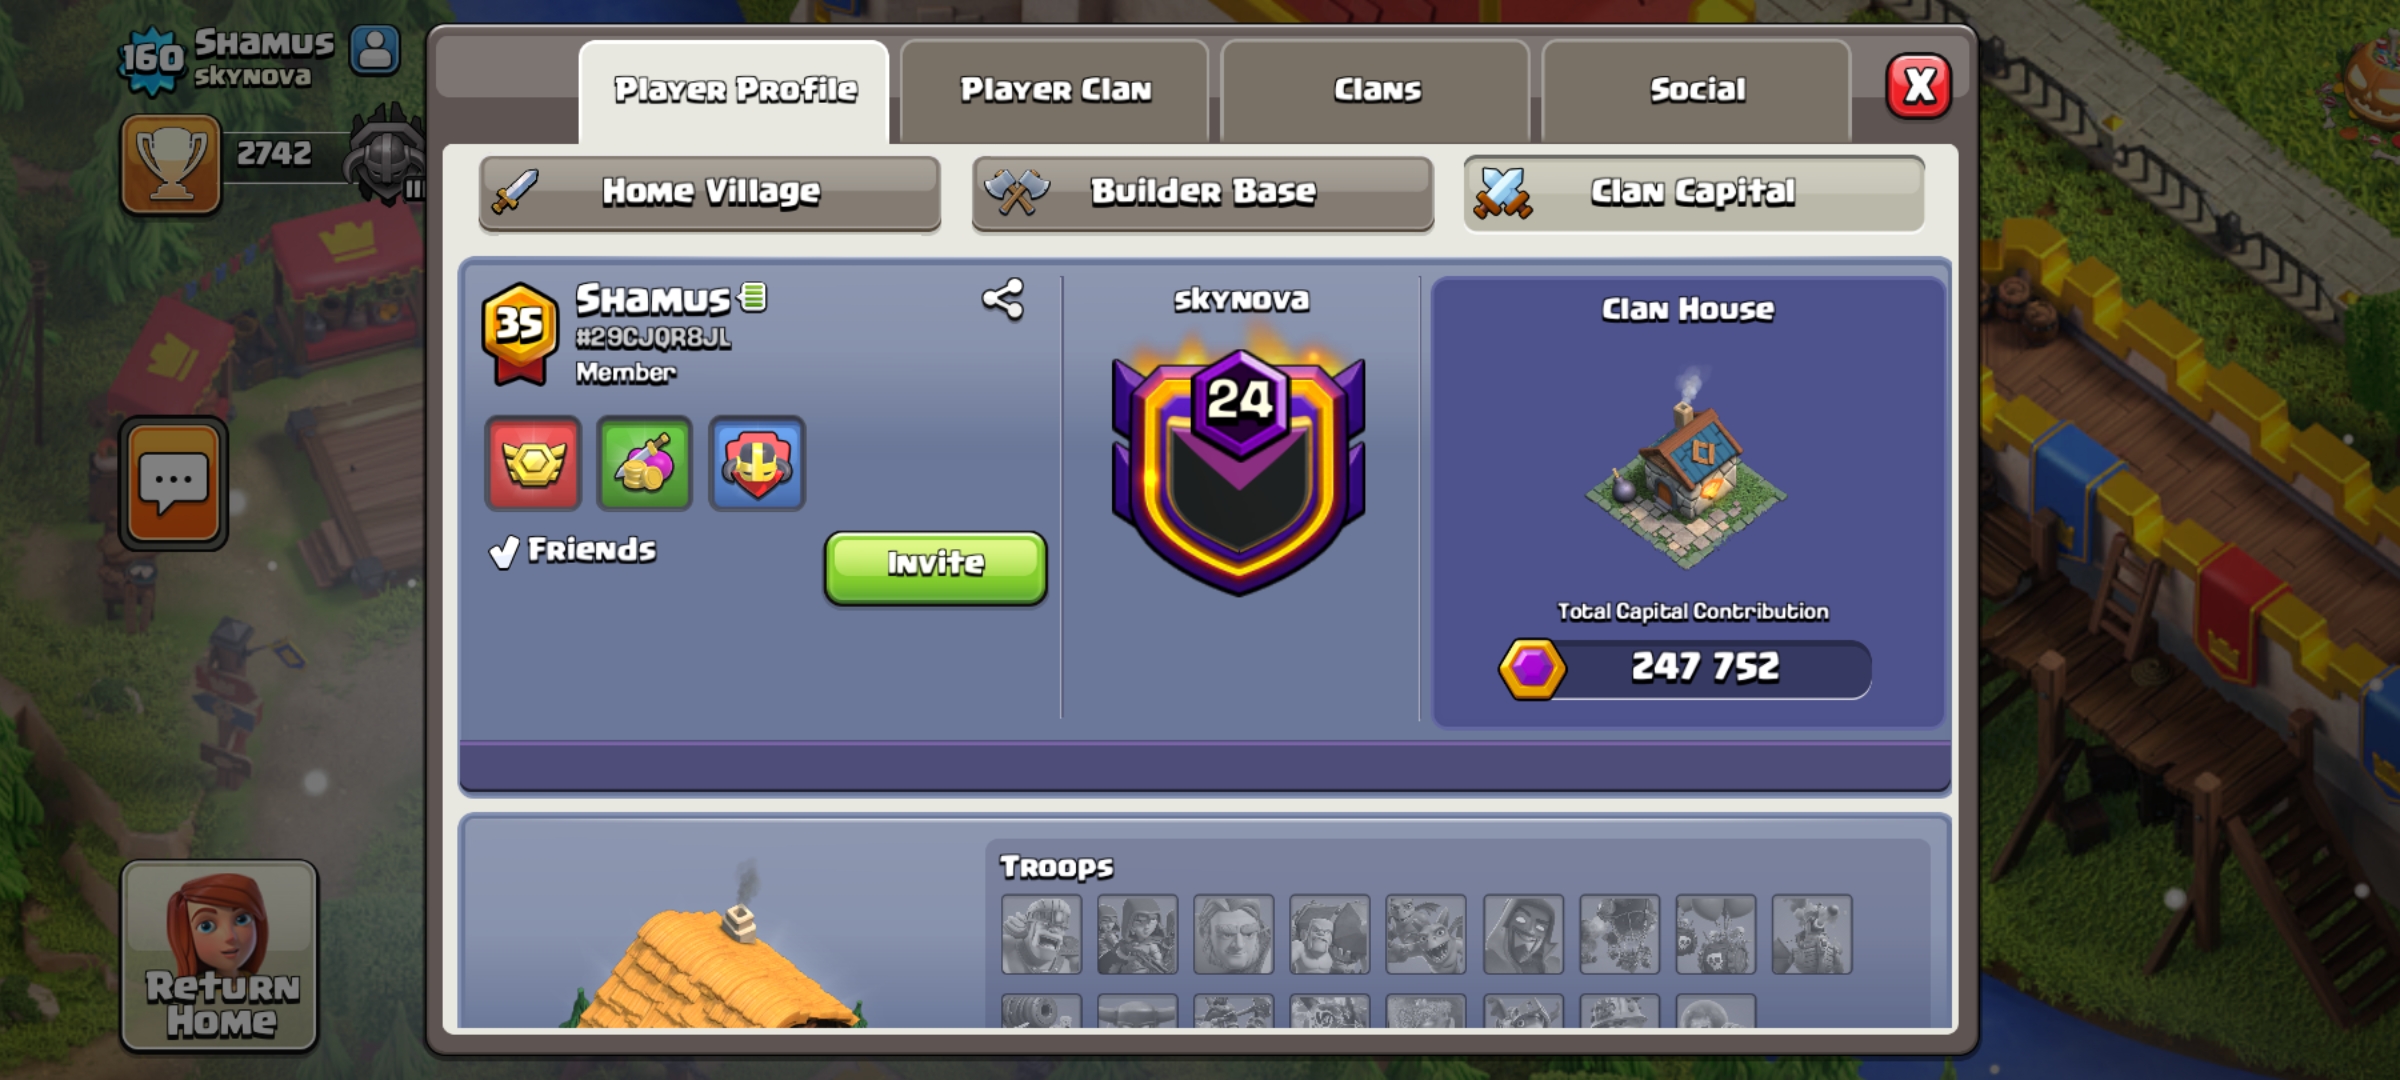 160
Shamus
skynova
2742
Player Profile
Player Clan
Clans
Social
X
Home Village
Builder Base
Clan Capital
35
Shamus
#29CJQR8JL
Member
Friends
Invite
skynova
24
Clan House
Total Capital Contribution
247 752
Troops
Return
Home